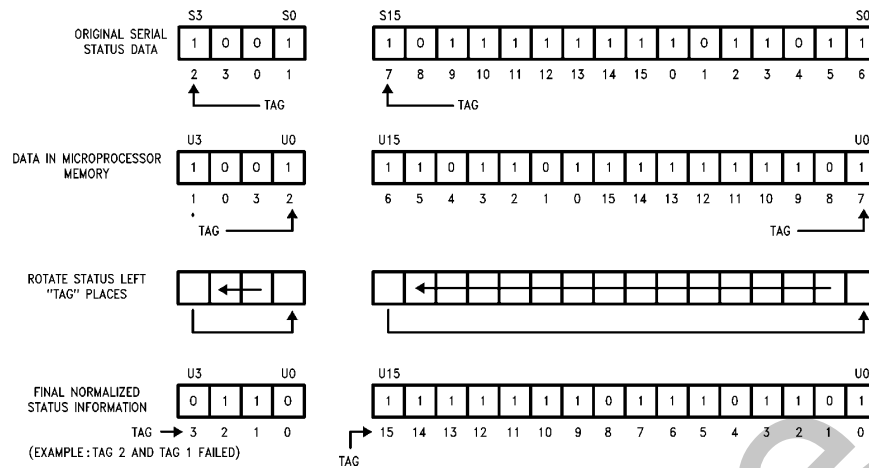 S3 S0 S15 S0
ORIGINAL SERIAL
STATUS DATA
1 0 0 1 1 0 1 1 1 1 1 1 1 1 0 1 1 0 1 1
2 3 0 1 7 8 9 10 11 12 13 14 15 0 1 2 3 4 5 6
TAG TAG
U3 U0 U15 U0
DATA IN MICROPROCESSOR
MEMORY
1 0 0 1 1 1 0 1 1 0 1 1 1 1 1 1 1 1 0 1
1 0 3 2 6 5 4 3 2 1 0 15 14 13 12 11 10 9 8 7
TAG TAG
ROTATE STATUS LEFT
"TAG" PLACES
U3 U0 U15 U0
FINAL NORMALIZED
STATUS INFORMATION
0 1 1 0 1 1 1 1 1 1 1 0 1 1 1 0 1 1 0 1
TAG 3 2 1 0 15 14 13 12 11 10 9 8 7 6 5 4 3 2 1 0
(EXAMPLE: TAG 2 AND TAG 1 FAILED)
TAG